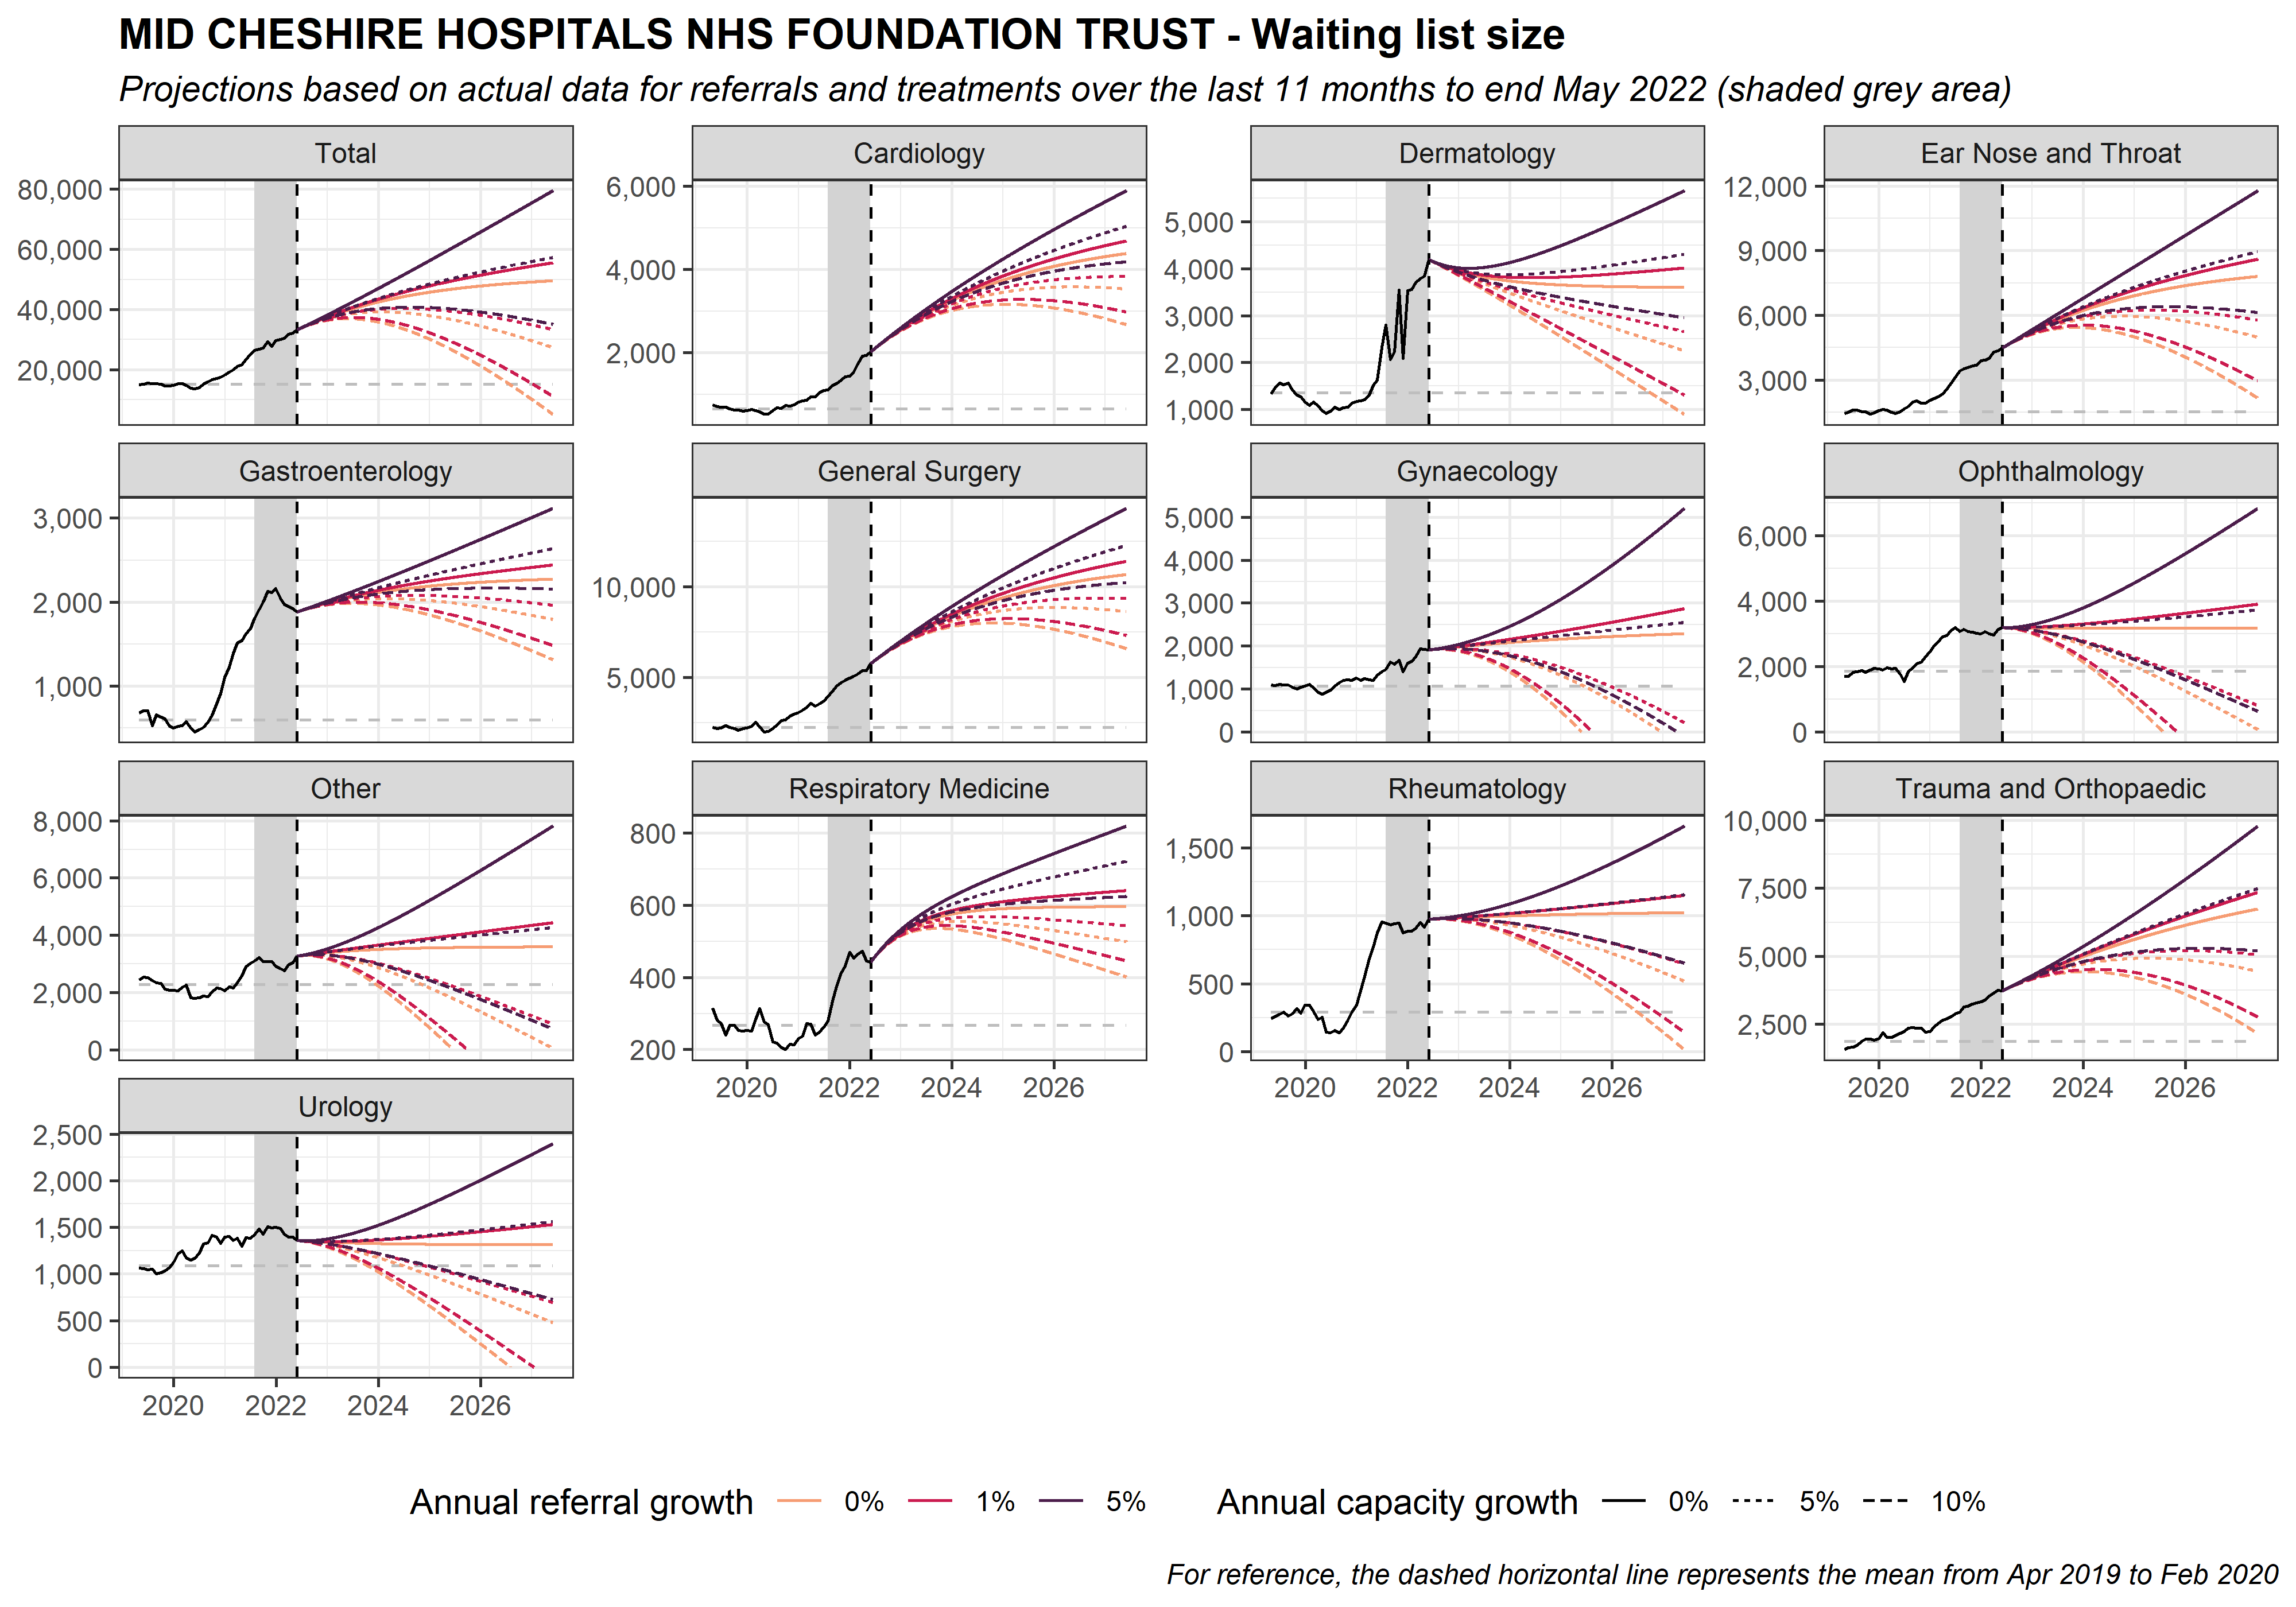 MID CHESHIRE HOSPITALS NHS FOUNDATION TRUST - Waiting list size
Projections based on actual data for referrals and treatments over the last 11 months to end May 2022 (shaded grey area)
Total
80,000
60,000
40,000
20,000
Cardiology
6,000
4,000
2,000
Dermatology
5,000
4,000
3,000
2,000
1,000
Ear Nose and Throat
12,000
9,000
6,000
3,000
Gastroenterology
3,000
2,000
1,000
General Surgery
10,000
5,000
Gynaecology
5,000
4,000
3,000
2,000
1,000
0
Ophthalmology
6,000
4,000
2,000
0
Other
8,000
6,000
4,000
2,000
0
Respiratory Medicine
800
600
400
200
2020 2022 2024 2026
Rheumatology
1,500
1,000
500
0
2020 2022 2024 2026
Trauma and Orthopaedic
10,000
7,500
5,000
2,500
2020 2022 2024 2026
Urology
2,500
2,000
1,500
1,000
500
0
2020 2022 2024 2026
Annual referral growth 0% 1% 5% Annual capacity growth 0% 5% 10%
For reference, the dashed horizontal line represents the mean from Apr 2019 to Feb 2020